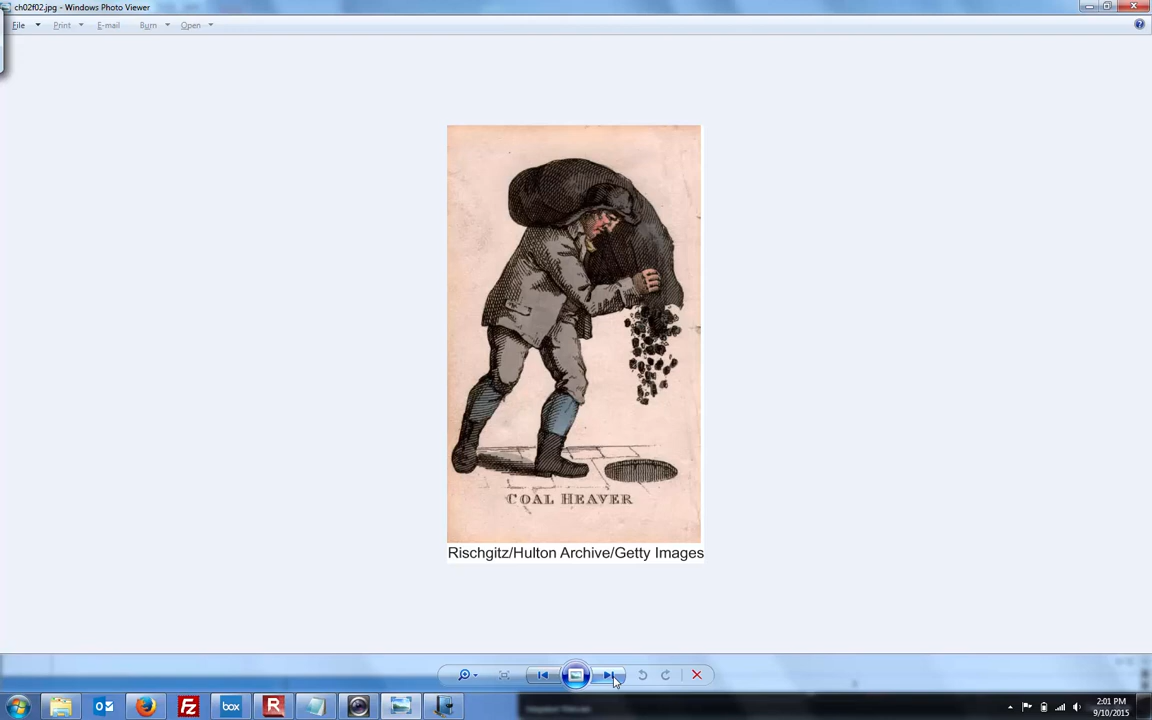 ch02f02.jpg - Windows Photo Viewer
File Print E-mail Burn Open
COAL HEAVER
Rischgitz/Hulton Archive/Getty Images
2:01 PM
9/10/2015
box